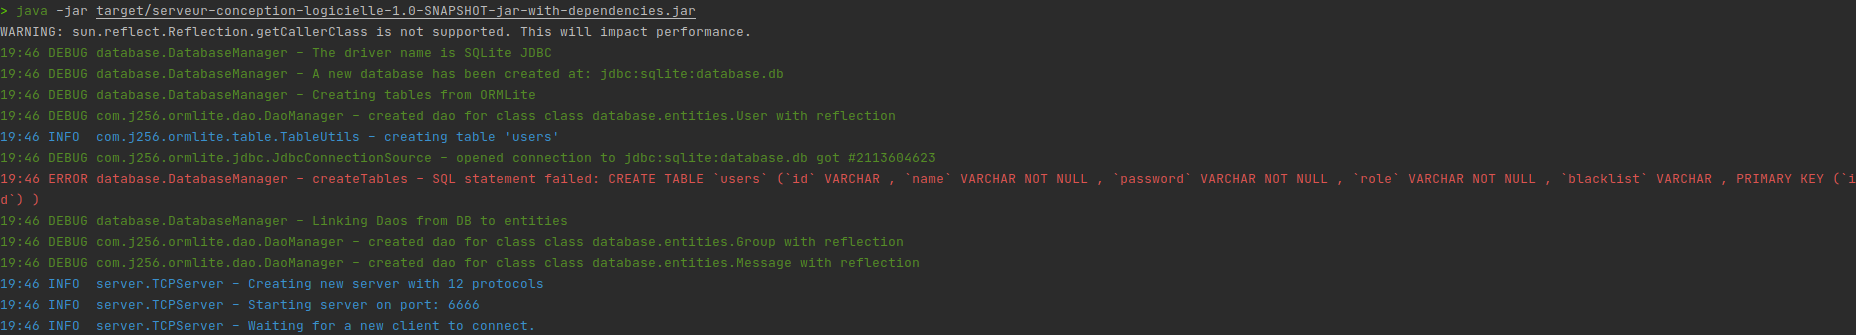 > java -jar target/serveur-conception-logicielle-1.0-SNAPSHOT-jar-with-dependencies.jar
WARNING: sun.reflect.Reflection.getCallerClass is not supported. This will impact performance.
19:46 DEBUG database.DatabaseManager - The driver name is SQLite JDBC
19:46 DEBUG database.DatabaseManager - A new database has been created at: jdbc:sqlite:database.db
19:46 DEBUG database.DatabaseManager - Creating tables from ORMLite
19:46 DEBUG com.j256.ormlite.dao.DaoManager - created dao for class class database.entities.User with reflection
19:46 INFO  com.j256.ormlite.table.TableUtils - creating table 'users'
19:46 DEBUG com.j256.ormlite.jdbc.JdbcConnectionSource - opened connection to jdbc:sqlite:database.db got #2113604623
19:46 ERROR database.DatabaseManager - createTables - SQL statement failed: CREATE TABLE `users` (`id` VARCHAR , `name` VARCHAR NOT NULL , `password` VARCHAR NOT NULL , `role` VARCHAR NOT NULL , `blacklist` VARCHAR , PRIMARY KEY (`i
d`) )
19:46 DEBUG database.DatabaseManager - Linking Daos from DB to entities
19:46 DEBUG com.j256.ormlite.dao.DaoManager - created dao for class class database.entities.Group with reflection
19:46 DEBUG com.j256.ormlite.dao.DaoManager - created dao for class class database.entities.Message with reflection
19:46 INFO  server.TCPServer - Creating new server with 12 protocols
19:46 INFO  server.TCPServer - Starting server on port: 6666
19:46 INFO  server.TCPServer - Waiting for a new client to connect.